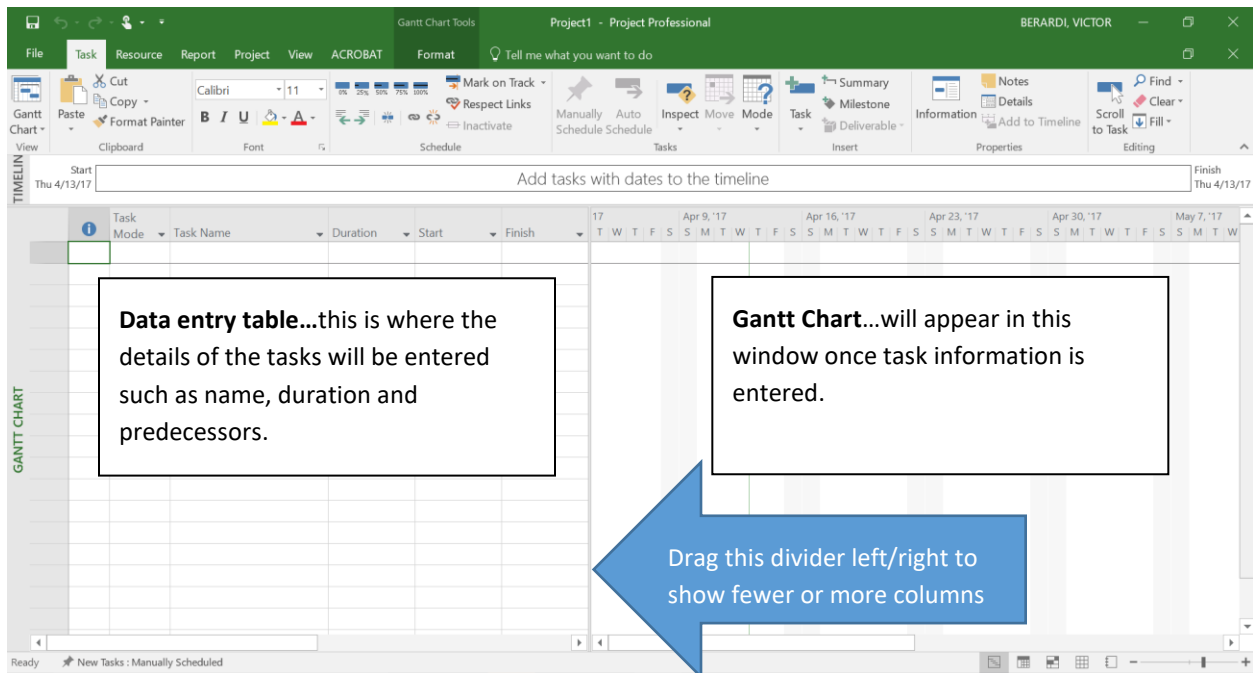 Gantt Chart Tools Project1 - Project Professional BERARDI, VICTOR
File Task Resource Report Project View ACROBAT Format Tell me what you want to do
Gantt Chart
Paste
Cut
Copy
Format Painter
Calibri 11
B I U A
0% 25% 50% 75% 100%
Mark on Track
Respect Links
Inactivate
Manually Schedule
Auto Schedule
Inspect
Move
Mode
Task
Summary
Milestone
Deliverable
Information
Notes
Details
Add to Timeline
Scroll to Task
Find
Clear
Fill
View Clipboard Font Schedule Tasks Insert Properties Editing
TIMELIN
Start
Thu 4/13/17
Add tasks with dates to the timeline
Finish
Thu 4/13/17
Task Mode Task Name Duration Start Finish
17 Apr 9, '17 Apr 16, '17 Apr 23, '17 Apr 30, '17 May 7, '17
T W T F S S M T W T F S S M T W T F S S M T W T F S S M T W T F S S M T W
GANTT CHART
Data entry table…this is where the
details of the tasks will be entered
such as name, duration and
predecessors.
Gantt Chart…will appear in this
window once task information is
entered.
Drag this divider left/right to
show fewer or more columns
Ready New Tasks : Manually Scheduled